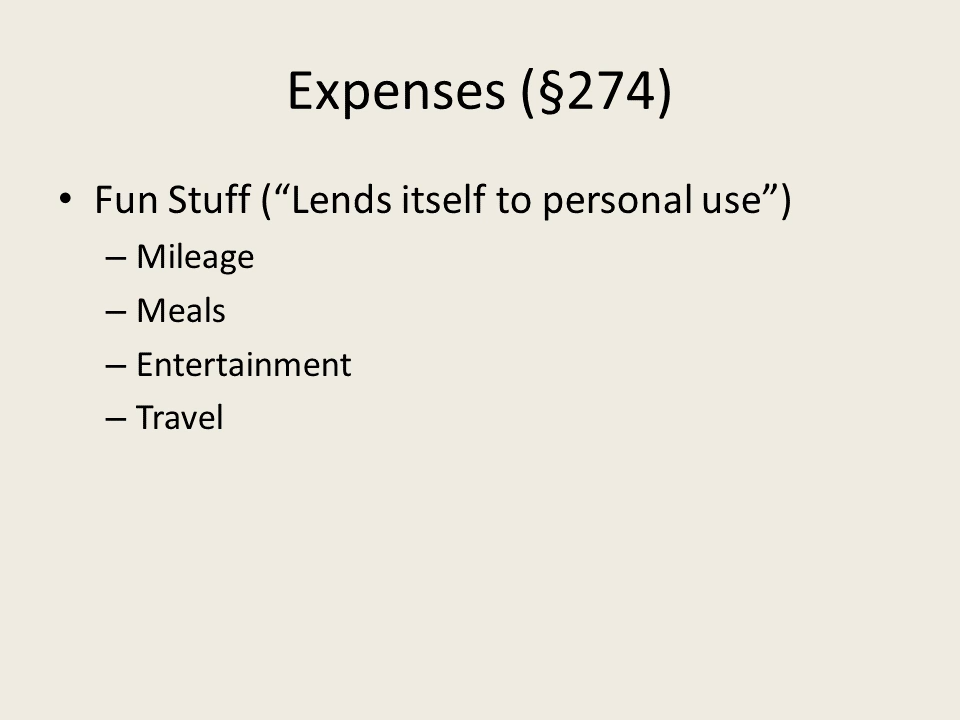 Expenses (§274)
• Fun Stuff (“Lends itself to personal use”)
– Mileage
– Meals
– Entertainment
– Travel